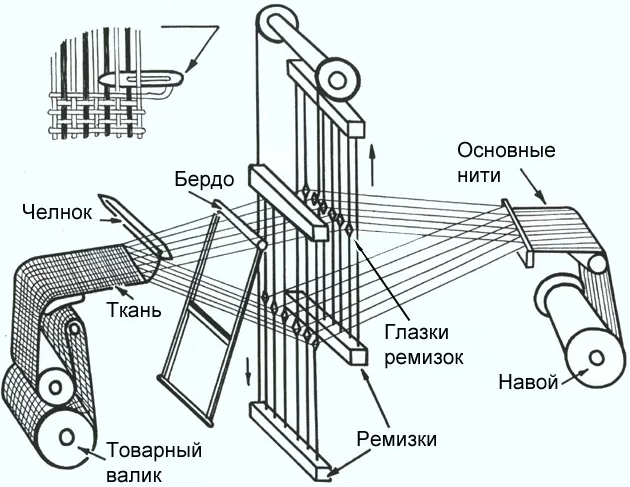 Основные
нити
Бердо
Челнок
Ткань
Глазки
ремизок
Навой
Ремизки
Товарный
валик